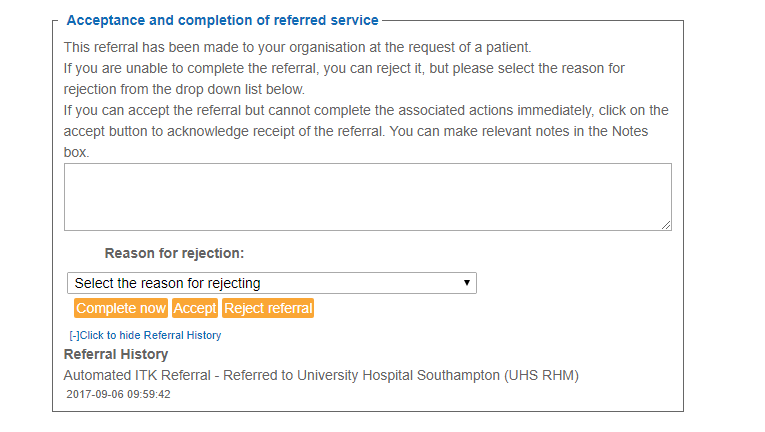 Acceptance and completion of referred service
This referral has been made to your organisation at the request of a patient.
If you are unable to complete the referral, you can reject it, but please select the reason for
rejection from the drop down list below.
If you can accept the referral but cannot complete the associated actions immediately, click on the
accept button to acknowledge receipt of the referral. You can make relevant notes in the Notes
box.
Reason for rejection:
Select the reason for rejecting
Complete now Accept Reject referral
[-]Click to hide Referral History
Referral History
Automated ITK Referral - Referred to University Hospital Southampton (UHS RHM)
2017-09-06 09:59:42